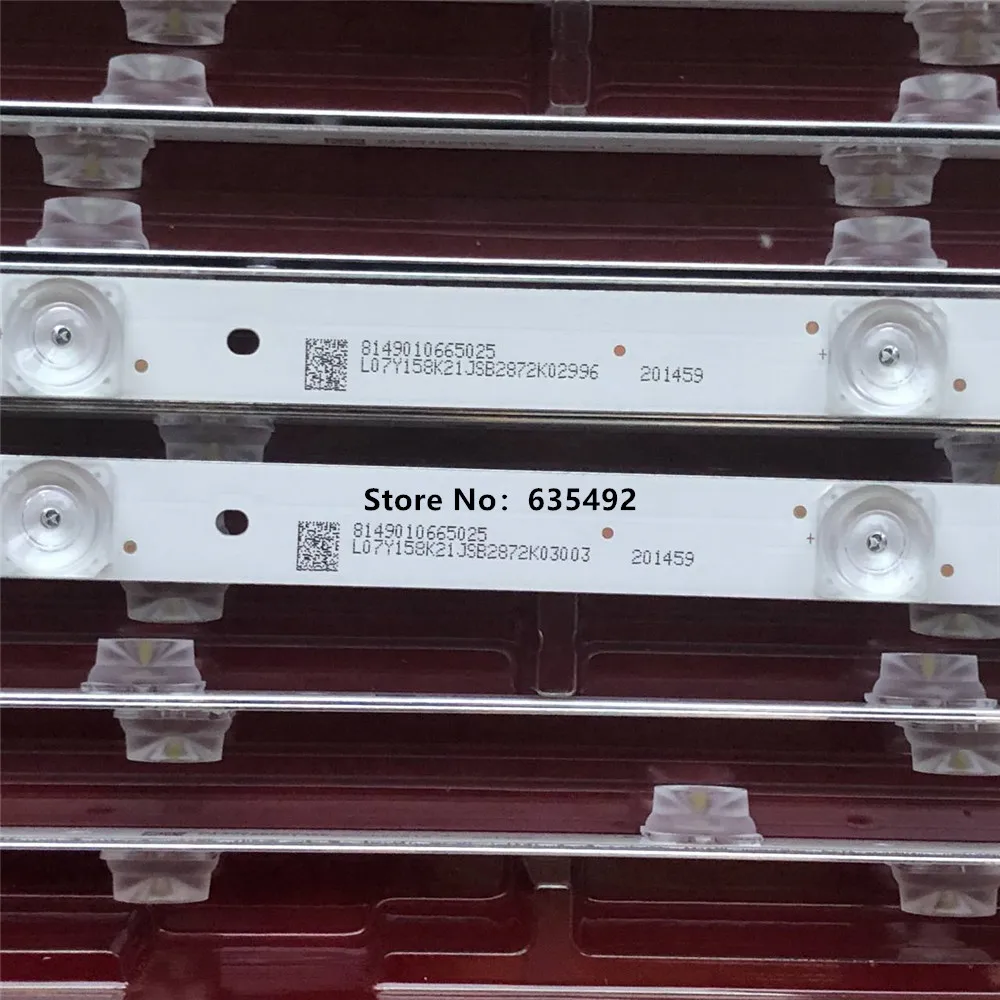 8149010665025
L07Y158K21JSB2872K02996 201459
Store No: 635492
8149010665025
L07Y158K21JSB2872K03003 201459